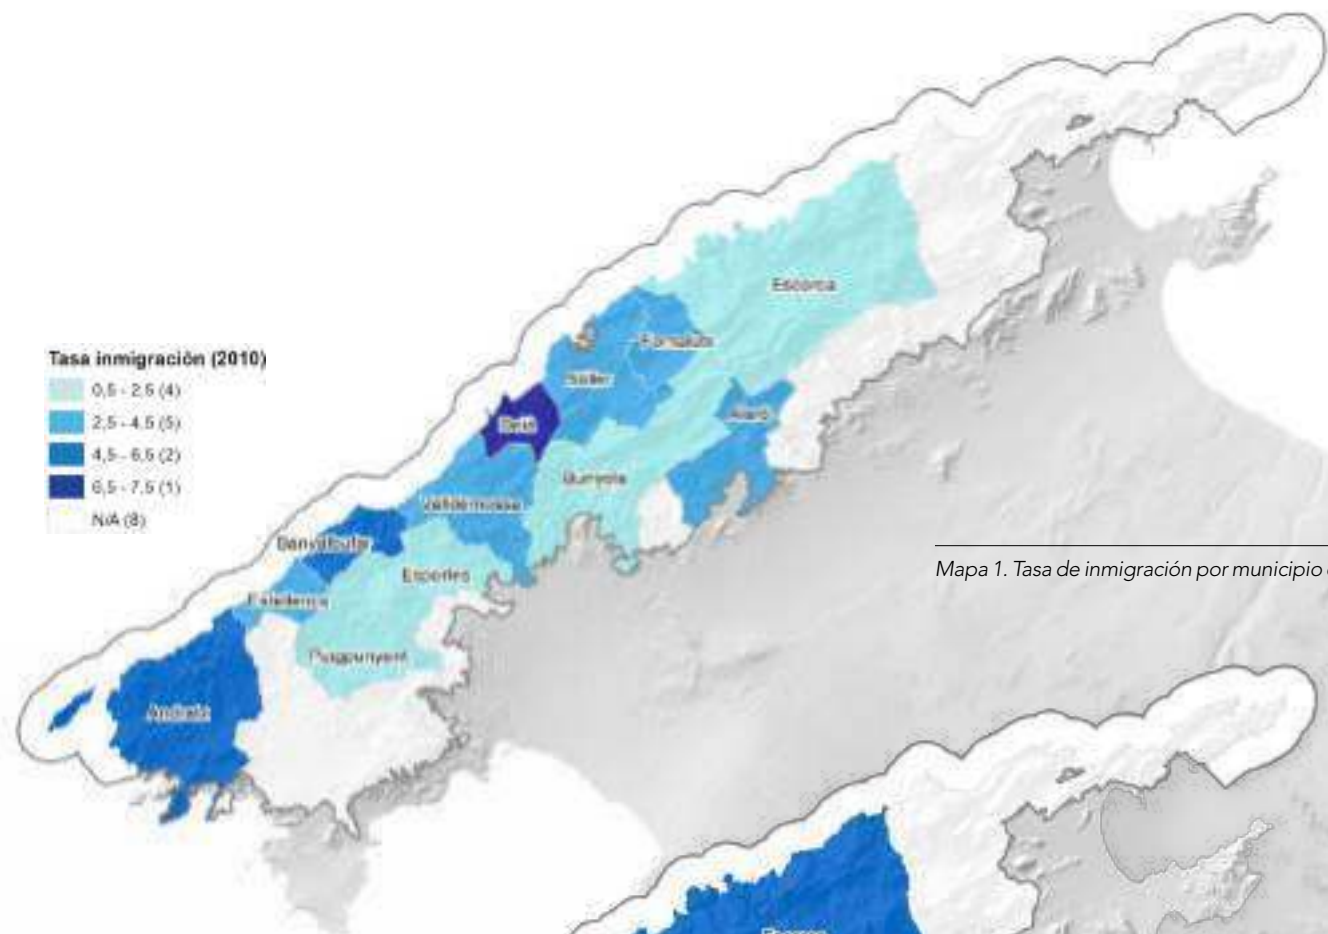 Escorca
Fornalutx
Sóller
Tasa inmigración (2010)
0,5 - 2,5 (4)
Deià
Alaró
2,5 - 4,5 (5)
4,5 - 6,5 (2)
Bunyola
6,5 - 7,5 (1)
Valldemossa
N/A (8)
Banyalbufar
Mapa 1. Tasa de inmigración por municipio
Esporles
Estellencs
Puigpunyent
Andratx
Escorca